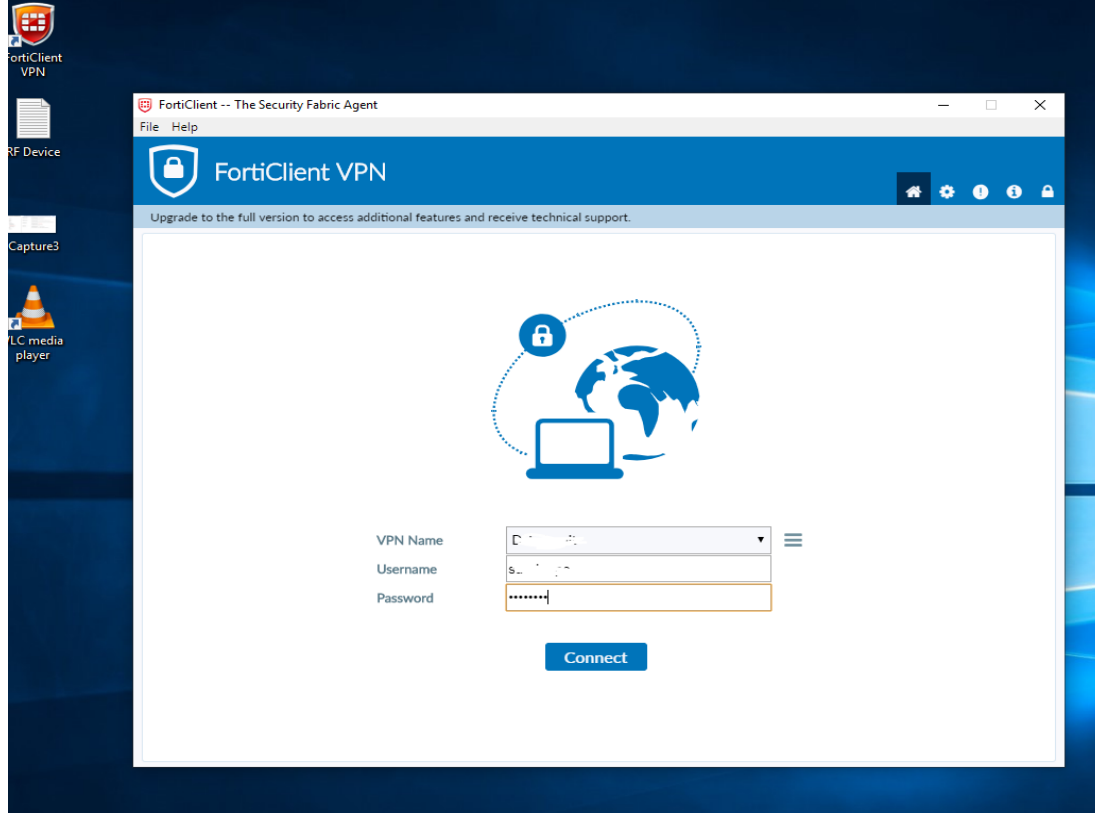 FortiClient
VPN
RF Device
Capture3
VLC media
player
FortiClient -- The Security Fabric Agent
File Help
FortiClient VPN
Upgrade to the full version to access additional features and receive technical support.
VPN Name
Username
Password ••••••••
Connect